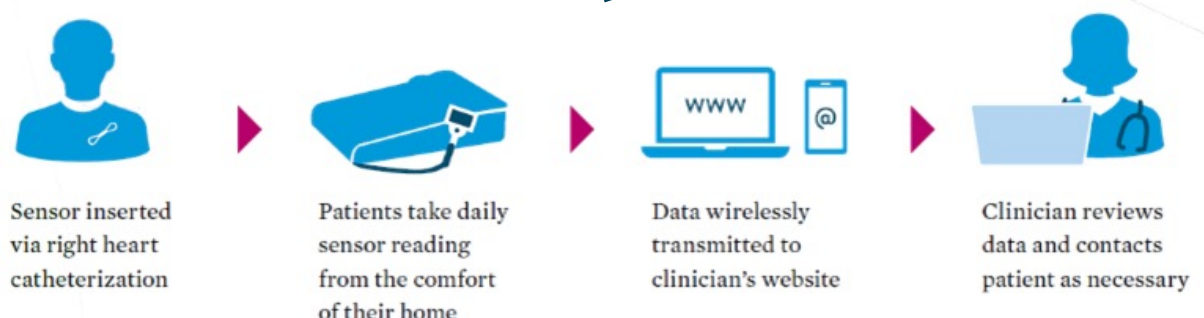 www
@
Sensor inserted
via right heart
catheterization
Patients take daily
sensor reading
from the comfort
of their home
Data wirelessly
transmitted to
clinician's website
Clinician reviews
data and contacts
patient as necessary